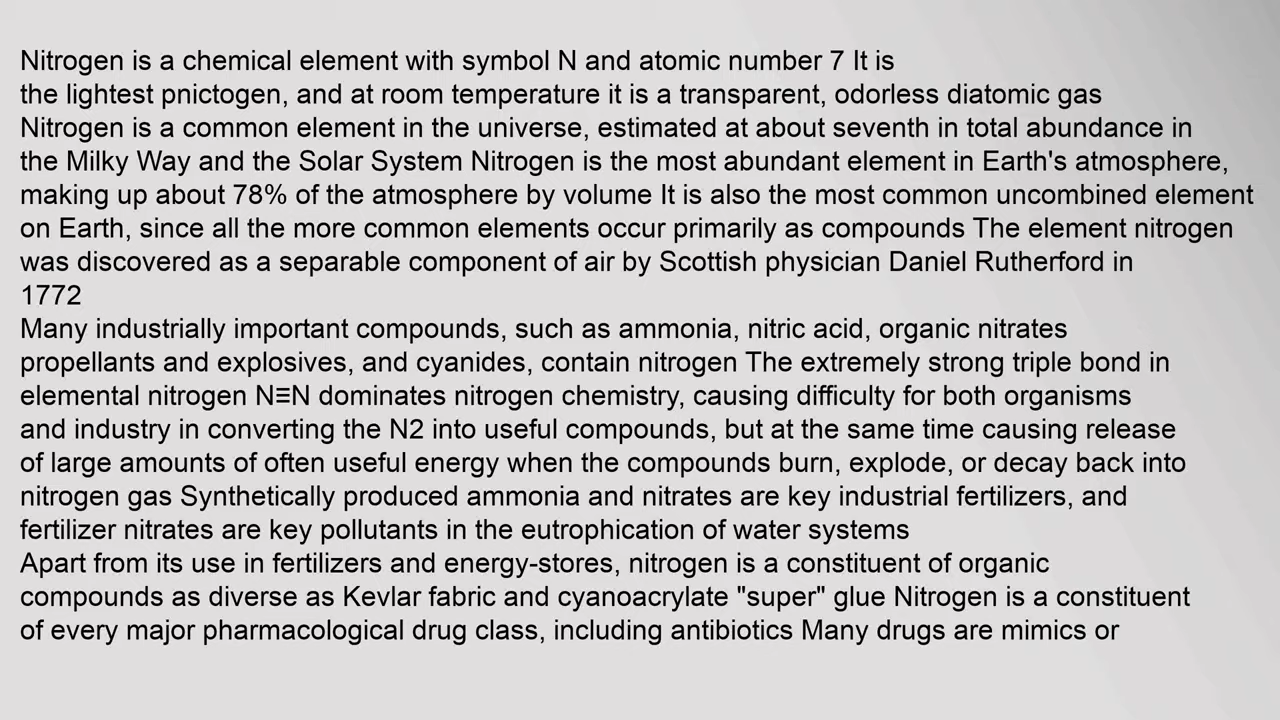 Nitrogen is a chemical element with symbol N and atomic number 7 It is
the lightest pnictogen, and at room temperature it is a transparent, odorless diatomic gas
Nitrogen is a common element in the universe, estimated at about seventh in total abundance in
the Milky Way and the Solar System Nitrogen is the most abundant element in Earth's atmosphere,
making up about 78% of the atmosphere by volume It is also the most common uncombined element
on Earth, since all the more common elements occur primarily as compounds The element nitrogen
was discovered as a separable component of air by Scottish physician Daniel Rutherford in
1772
Many industrially important compounds, such as ammonia, nitric acid, organic nitrates
propellants and explosives, and cyanides, contain nitrogen The extremely strong triple bond in
elemental nitrogen N≡N dominates nitrogen chemistry, causing difficulty for both organisms
and industry in converting the N2 into useful compounds, but at the same time causing release
of large amounts of often useful energy when the compounds burn, explode, or decay back into
nitrogen gas Synthetically produced ammonia and nitrates are key industrial fertilizers, and
fertilizer nitrates are key pollutants in the eutrophication of water systems
Apart from its use in fertilizers and energy-stores, nitrogen is a constituent of organic
compounds as diverse as Kevlar fabric and cyanoacrylate "super" glue Nitrogen is a constituent
of every major pharmacological drug class, including antibiotics Many drugs are mimics or